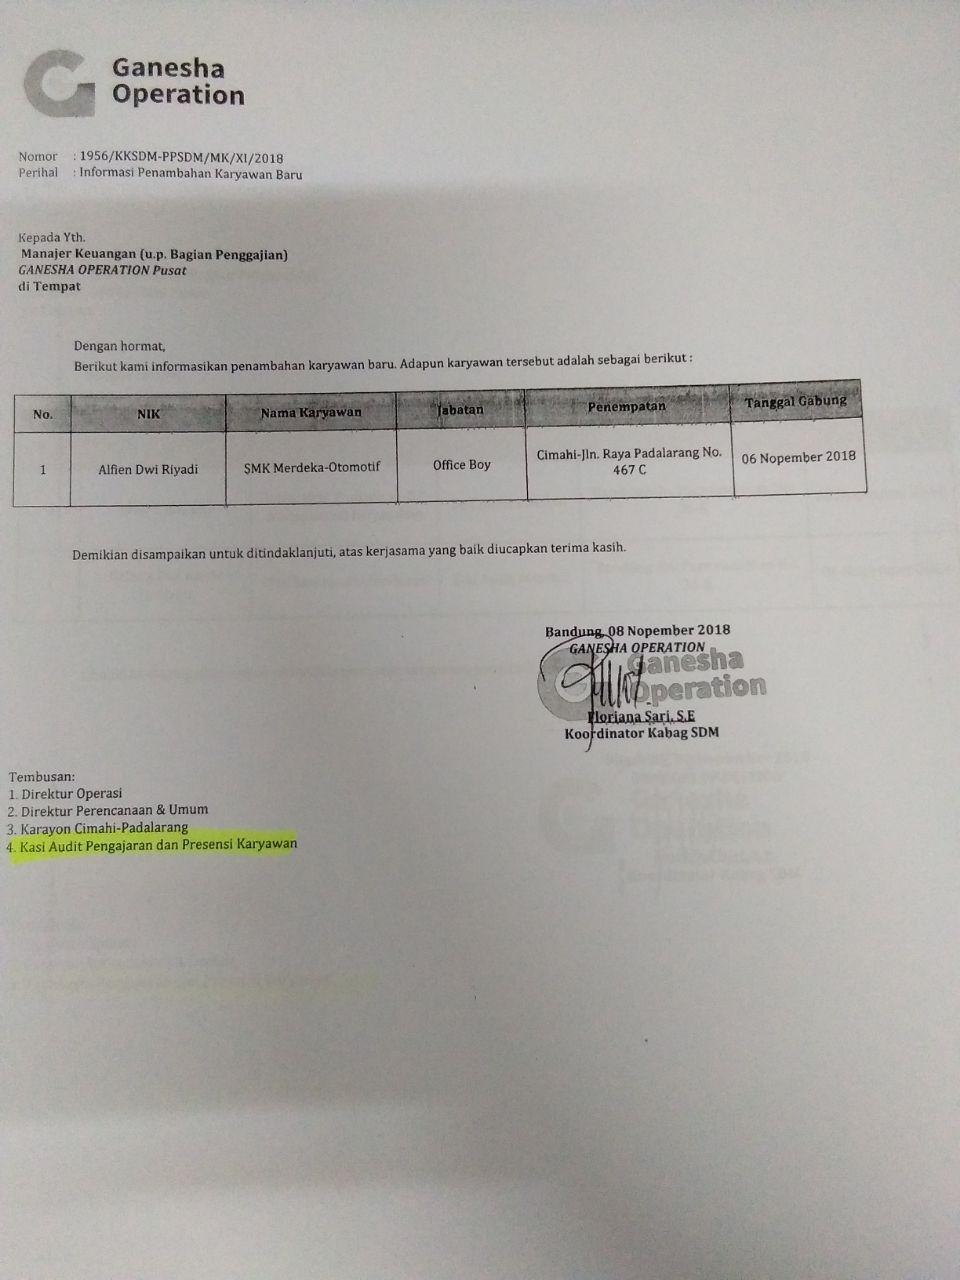 Ganesha
Operation
Nomor : 1956/KKSDM-PPSDM/MK/XI/2018
Perihal : Informasi Penambahan Karyawan Baru
Kepada Yth.
Manajer Keuangan (u.p. Bagian Penggajian)
GANESHA OPERATION Pusat
di Tempat
Dengan hormat,
Berikut kami informasikan penambahan karyawan baru. Adapun karyawan tersebut adalah sebagai berikut :
No. NIK Nama Karyawan Jabatan Penempatan Tanggal Gabung
1 Alfien Dwi Riyadi SMK Merdeka-Otomotif Office Boy Cimahi-Jln. Raya Padalarang No. 06 Nopember 2018
467 C
Demikian disampaikan untuk ditindaklanjuti, atas kerjasama yang baik diucapkan terima kasih.
Bandung, 08 Nopember 2018
GANESHA OPERATION
Ganesha
Operation
Floriana Sari, S.E
Koordinator Kabag SDM
Tembusan:
1. Direktur Operasi
2. Direktur Perencanaan & Umum
3. Karayon Cimahi-Padalarang
4. Kasi Audit Pengajaran dan Presensi Karyawan